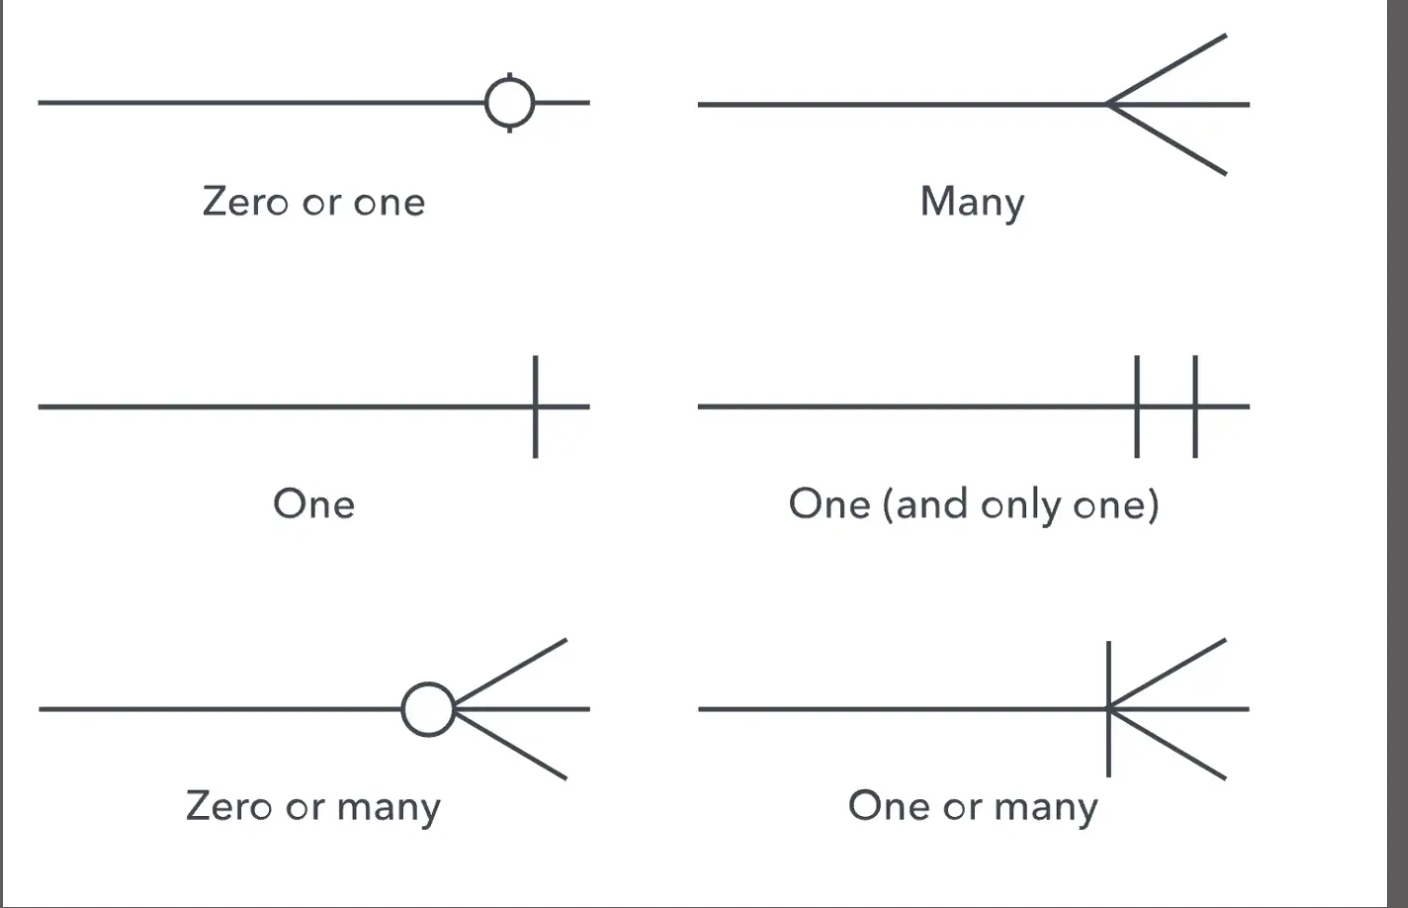 Zero or one
Many
One
One (and only one)
Zero or many
One or many